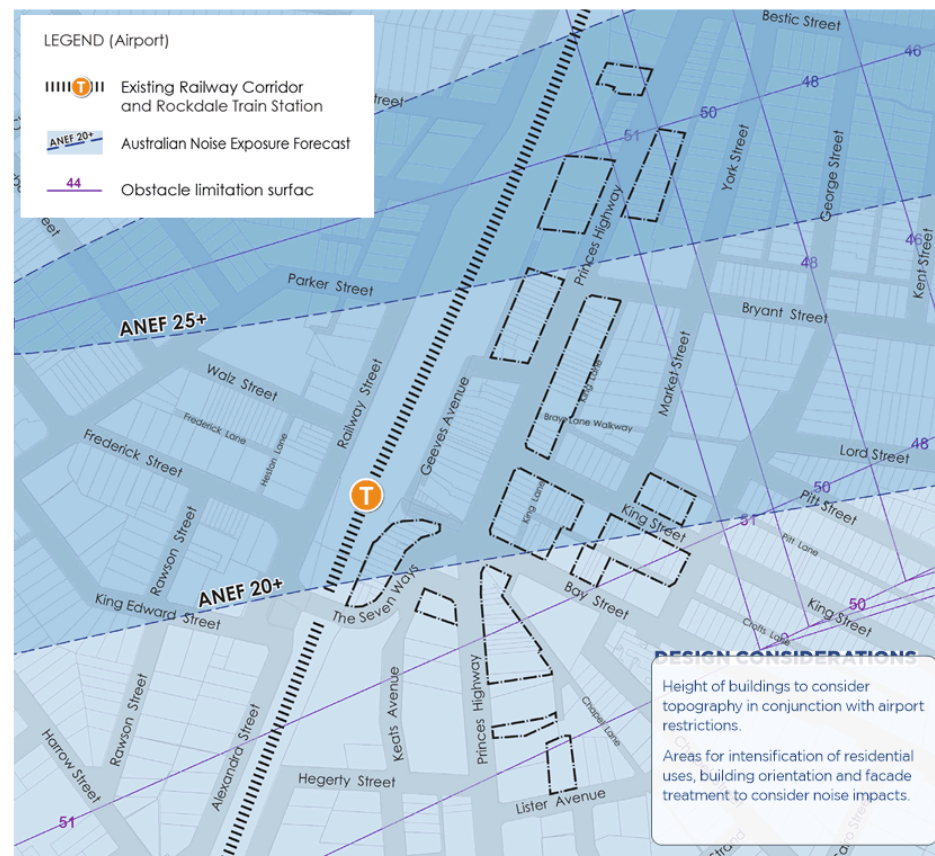 LEGEND (Airport)
T
Existing Railway Corridor
and Rockdale Train Station
ANEF 20+
Australian Noise Exposure Forecast
44
Obstacle limitation surfac
Bestic Street
46
48
50
51
Street
York Street
George Street
Princes Highway
Kent Street
46
48
Parker Street
ANEF 25+
Bryant Street
Walz Street
Railway Street
Market Street
King Lane
Geeves Avenue
Frederick Lane
Heston Lane
Frederick Street
Bray Lane Walkway
Lord Street
48
50
Pitt Street
T
King Lane
King Street
51
Pitt Lane
Rawson Street
ANEF 20+
King Edward Street
The Seven Ways
Bay Street
King Street
50
Crofts Lane
DESIGN CONSIDERATIONS
Height of buildings to consider
topography in conjunction with airport
restrictions.
Areas for intensification of residential
uses, building orientation and facade
treatment to consider noise impacts.
Rawson Street
Harrow Street
Alexandra Street
Keats Avenue
Princes Highway
Chapel Lane
Hegerty Street
Lister Avenue
51
Strand
Street